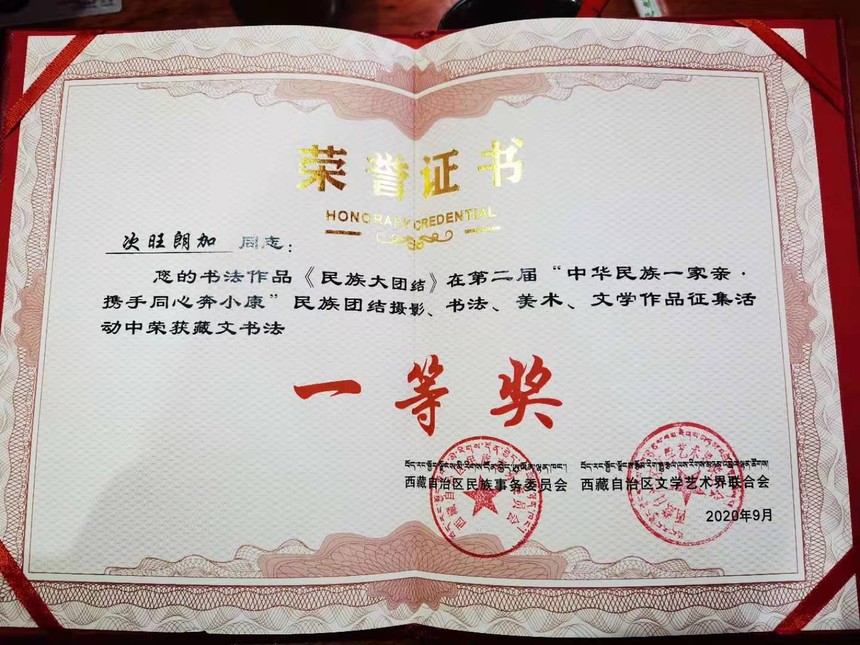 荣誉证书
HONORARY CREDENTIAL
次旺朗加 同志：
您的书法作品《民族大团结》在第二届“中华民族一家亲·
携手同心奔小康”民族团结摄影、书法、美术、文学作品征集活
动中荣获藏文书法
一等奖
西藏自治区民族事务委员会 西藏自治区文学艺术界联合会
2020年9月